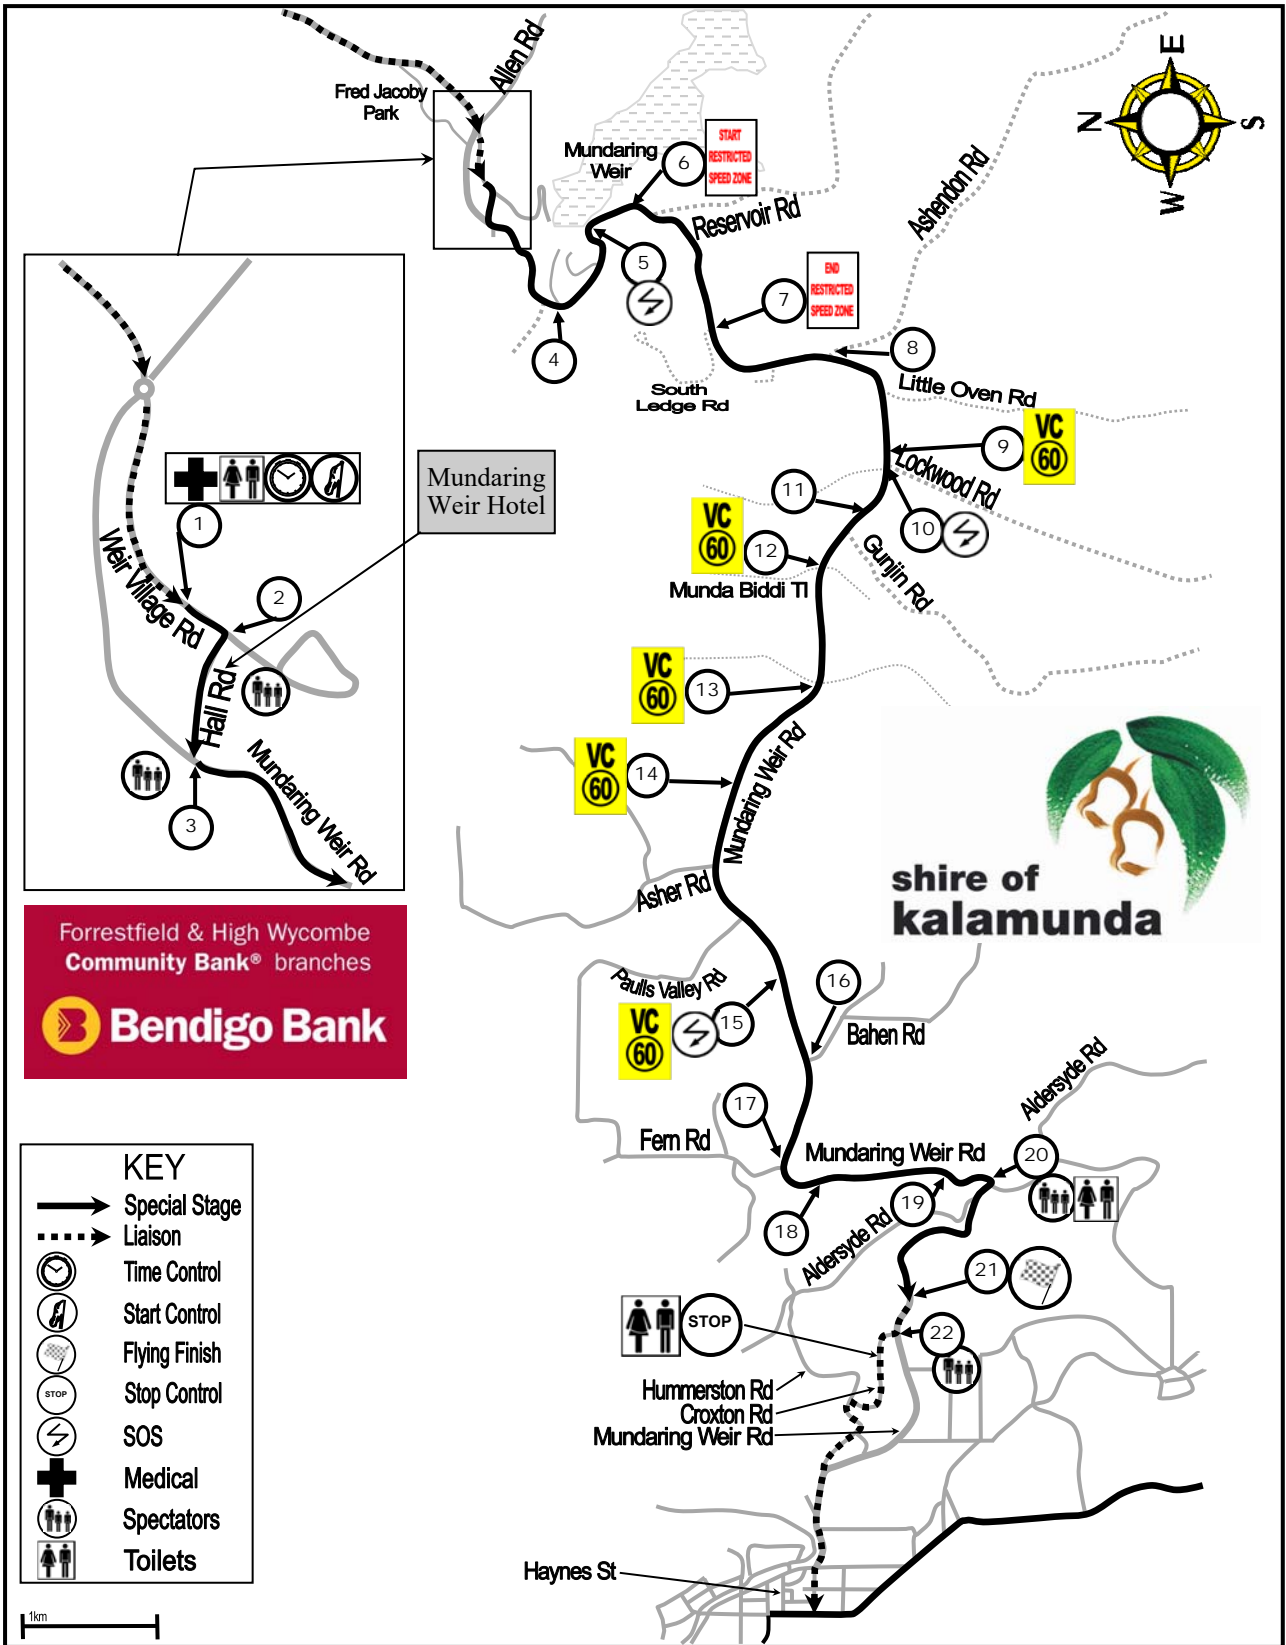 Allen Rd
Fred Jacoby
Park
Mundaring
Weir
6
START
RESTRICTED
SPEED ZONE
E
N
S
W
Reservoir Rd
Ashendon Rd
5
7
END
RESTRICTED
SPEED ZONE
4
8
South
Ledge Rd
Little Oven Rd
9
VC
60
Lockwood Rd
11
10
VC
60
12
Gunjin Rd
Munda Biddi Tl
Mundaring
Weir Hotel
1
2
Weir Village Rd
Hall Rd
3
Mundaring Weir Rd
VC
60
13
VC
60
14
Mundaring Weir Rd
Asher Rd
shire of
kalamunda
Forrestfield & High Wycombe
Community Bank® branches
B
Bendigo Bank
Paulls Valley Rd
VC
60
15
16
Bahen Rd
17
Fern Rd
Aldersyde Rd
Mundaring Weir Rd
20
18
19
Aldersyde Rd
21
STOP
22
Hummerston Rd
Croxton Rd
Mundaring Weir Rd
Haynes St
KEY
Special Stage
Liaison
Time Control
Start Control
Flying Finish
STOP
Stop Control
SOS
Medical
Spectators
Toilets
1km